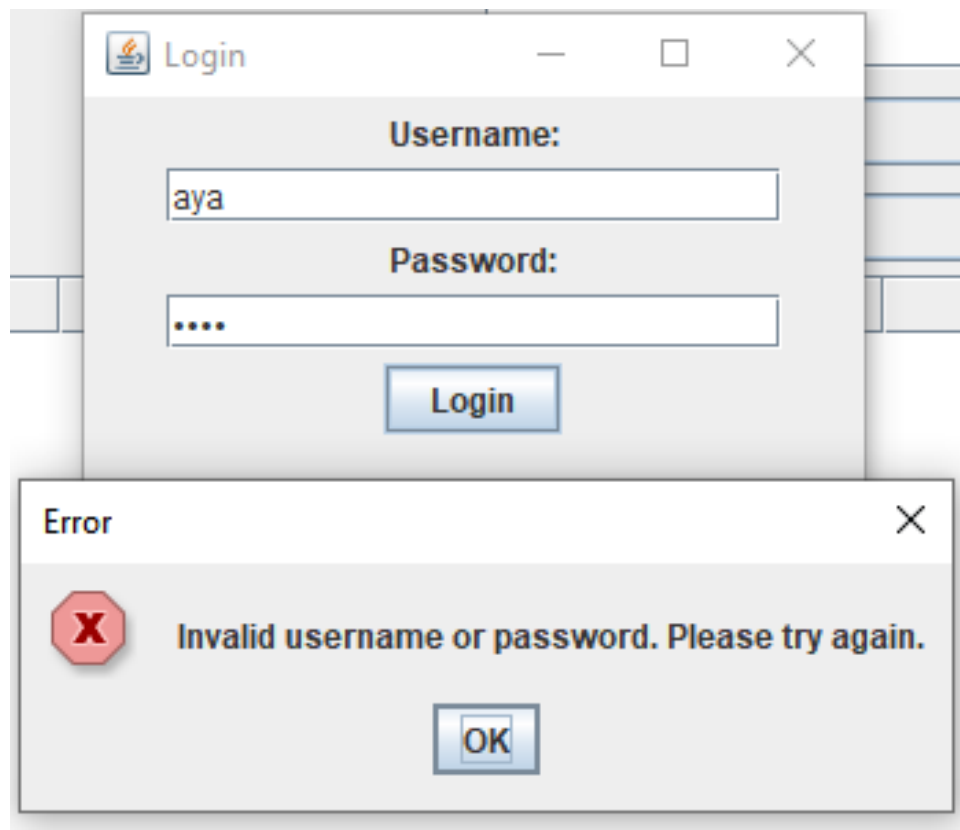 Login
Username:
aya
Password:
••••
Login
Error
Invalid username or password. Please try again.
OK